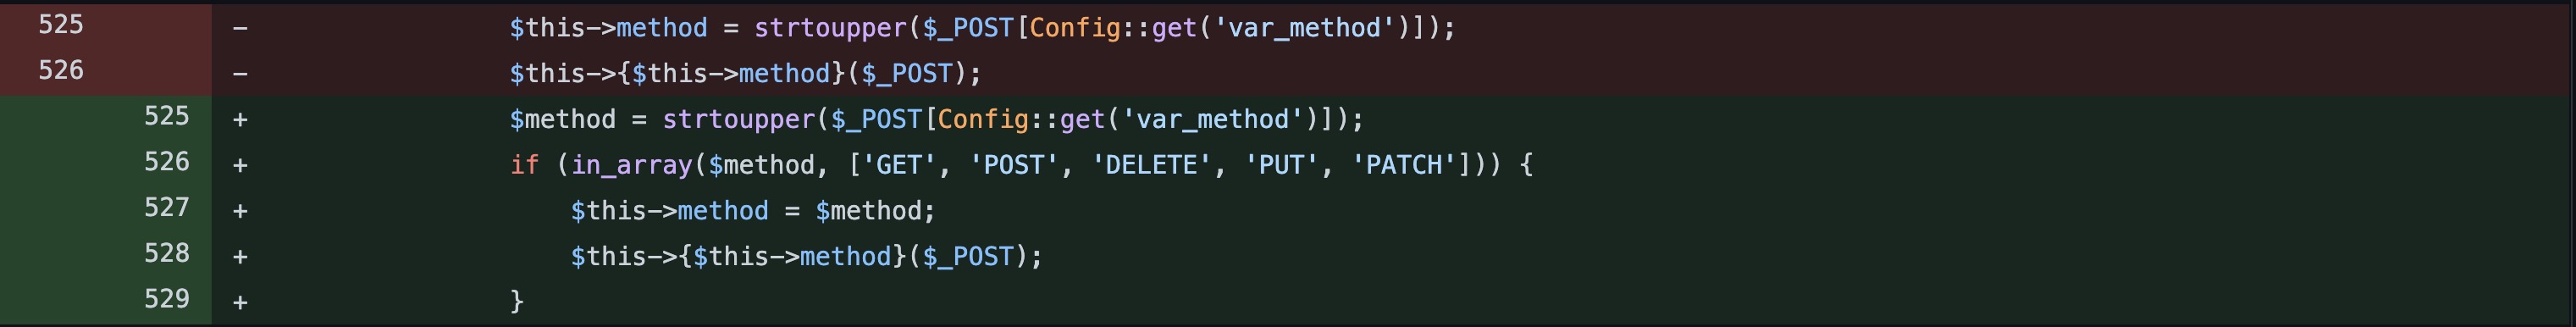 525 - $this->method = strtoupper($_POST[Config::get('var_method')]);
526 - $this->{$this->method}($_POST);
525 + $method = strtoupper($_POST[Config::get('var_method')]);
526 + if (in_array($method, ['GET', 'POST', 'DELETE', 'PUT', 'PATCH'])) {
527 + $this->method = $method;
528 + $this->{$this->method}($_POST);
529 + }